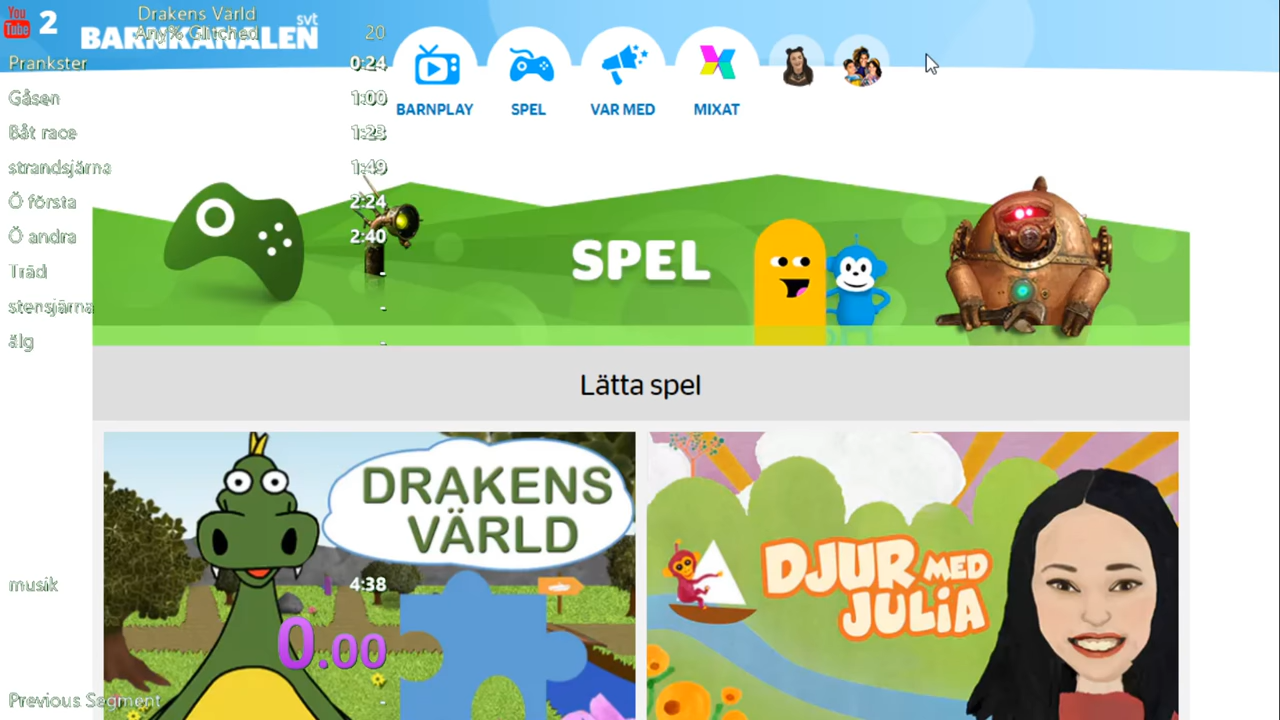 You
Tube
2
Drakens Värld
Any% Glitched
20
svt
BARNKANALEN
Prankster 0:24
Gåsen 1:00
Båt race 1:23
strandsjärna 1:49
Ö första 2:24
Ö andra 2:40
Träd -
stensjärna -
älg -
musik 4:38
0.00
Previous Segment -
BARNPLAY
SPEL
VAR MED
MIXAT
SPEL
Lätta spel
DRAKENS
VÄRLD
DJUR MED
JULIA